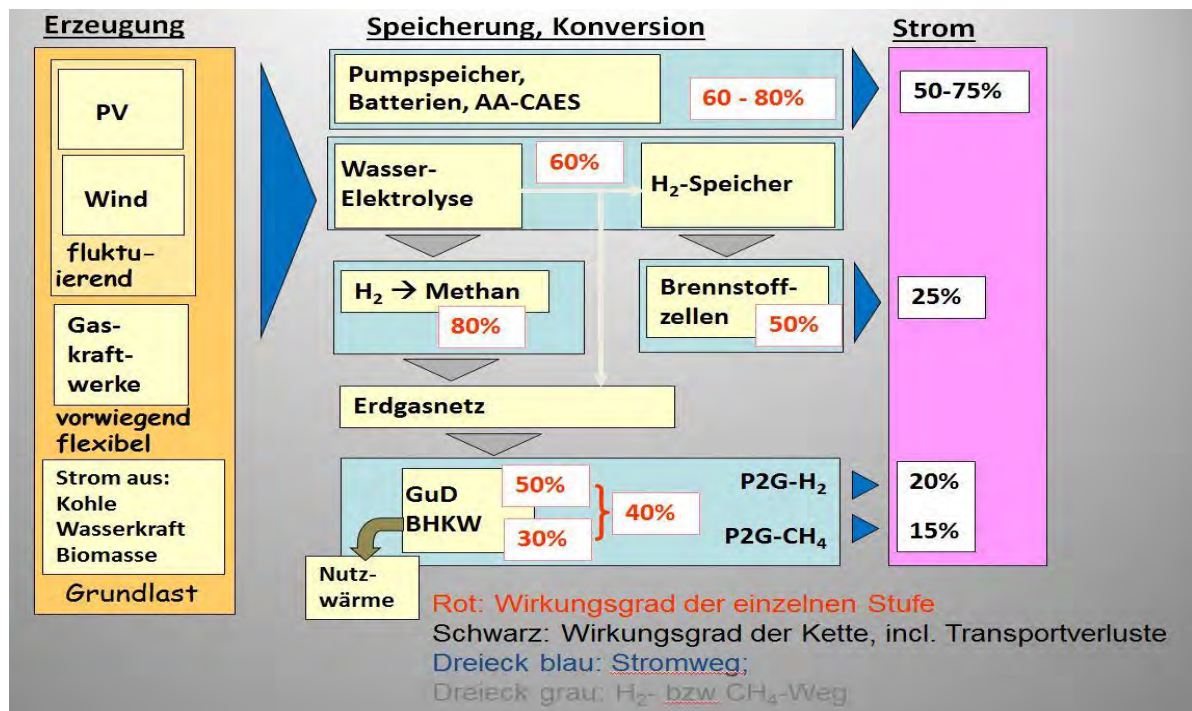 Erzeugung
PV
Wind
fluktu-
ierend
Gas-
kraft-
werke
vorwiegend
flexibel
Strom aus:
Kohle
Wasserkraft
Biomasse
Grundlast
Speicherung, Konversion
Pumpspeicher,
Batterien, AA-CAES
60 - 80%
Wasser-
Elektrolyse
60%
H₂-Speicher
H₂ → Methan
80%
Brennstoff-
zellen
50%
Erdgasnetz
GuD
BHKW
50%
30%
40%
P2G-H₂
P2G-CH₄
Nutz-
wärme
Strom
50-75%
25%
20%
15%
Rot: Wirkungsgrad der einzelnen Stufe
Schwarz: Wirkungsgrad der Kette, incl. Transportverluste
Dreieck blau: Stromweg;
Dreieck grau: H₂- bzw CH₄-Weg